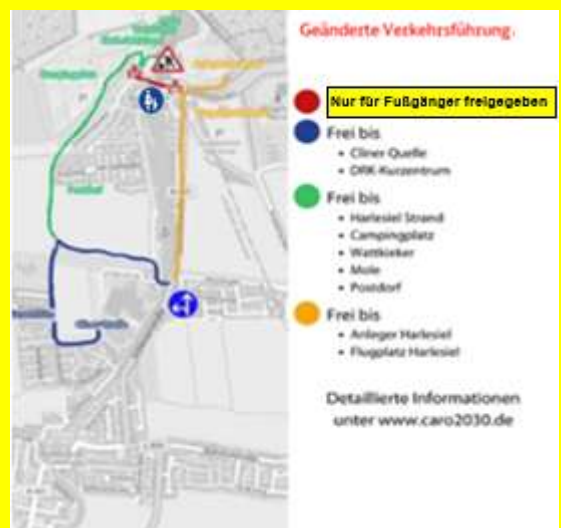 Geänderte Verkehrsführung.
Nur für Fußgänger freigegeben
Frei bis
• Cliner Quelle
• DRK-Kurzentrum
Frei bis
• Harlesiel Strand
• Campingplatz
• Wattkieker
• Mole
• Postdorf
Frei bis
• Anleger Harlesiel
• Flugplatz Harlesiel
Detaillierte Informationen
unter www.caro2030.de